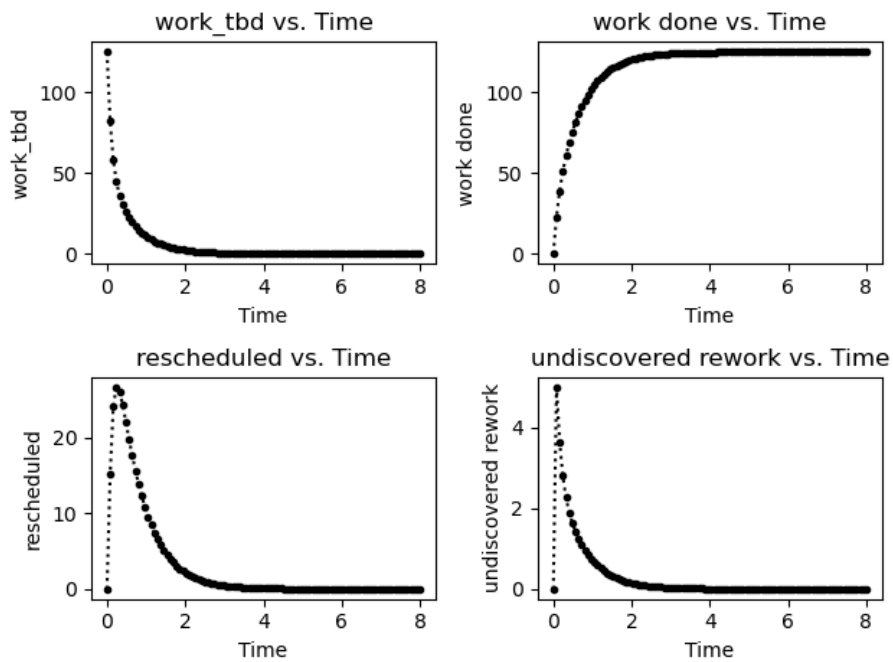 work_tbd vs. Time
work_tbd
100
50
0
0 2 4 6 8
Time
work done vs. Time
work done
100
50
0
0 2 4 6 8
Time
rescheduled vs. Time
rescheduled
20
10
0
0 2 4 6 8
Time
undiscovered rework vs. Time
undiscovered rework
4
2
0
0 2 4 6 8
Time